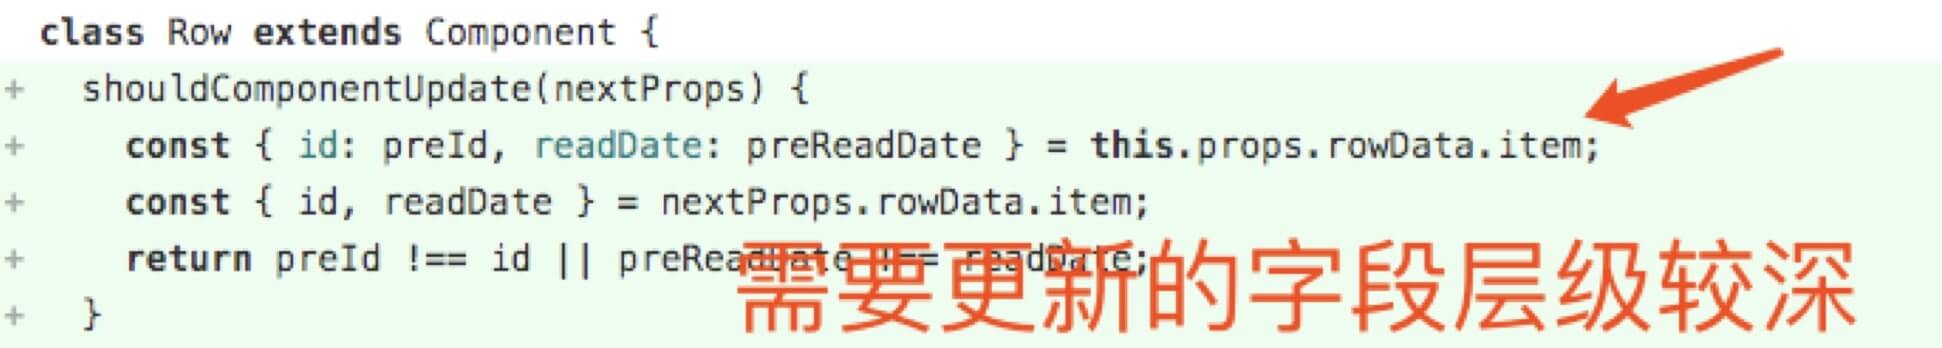 class Row extends Component {
+ shouldComponentUpdate(nextProps) {
+ const { id: preId, readDate: preReadDate } = this.props.rowData.item;
+ const { id, readDate } = nextProps.rowData.item;
+ return preId !== id || preReadDate !== readDate;
需要更新的字段层级较深
+ }